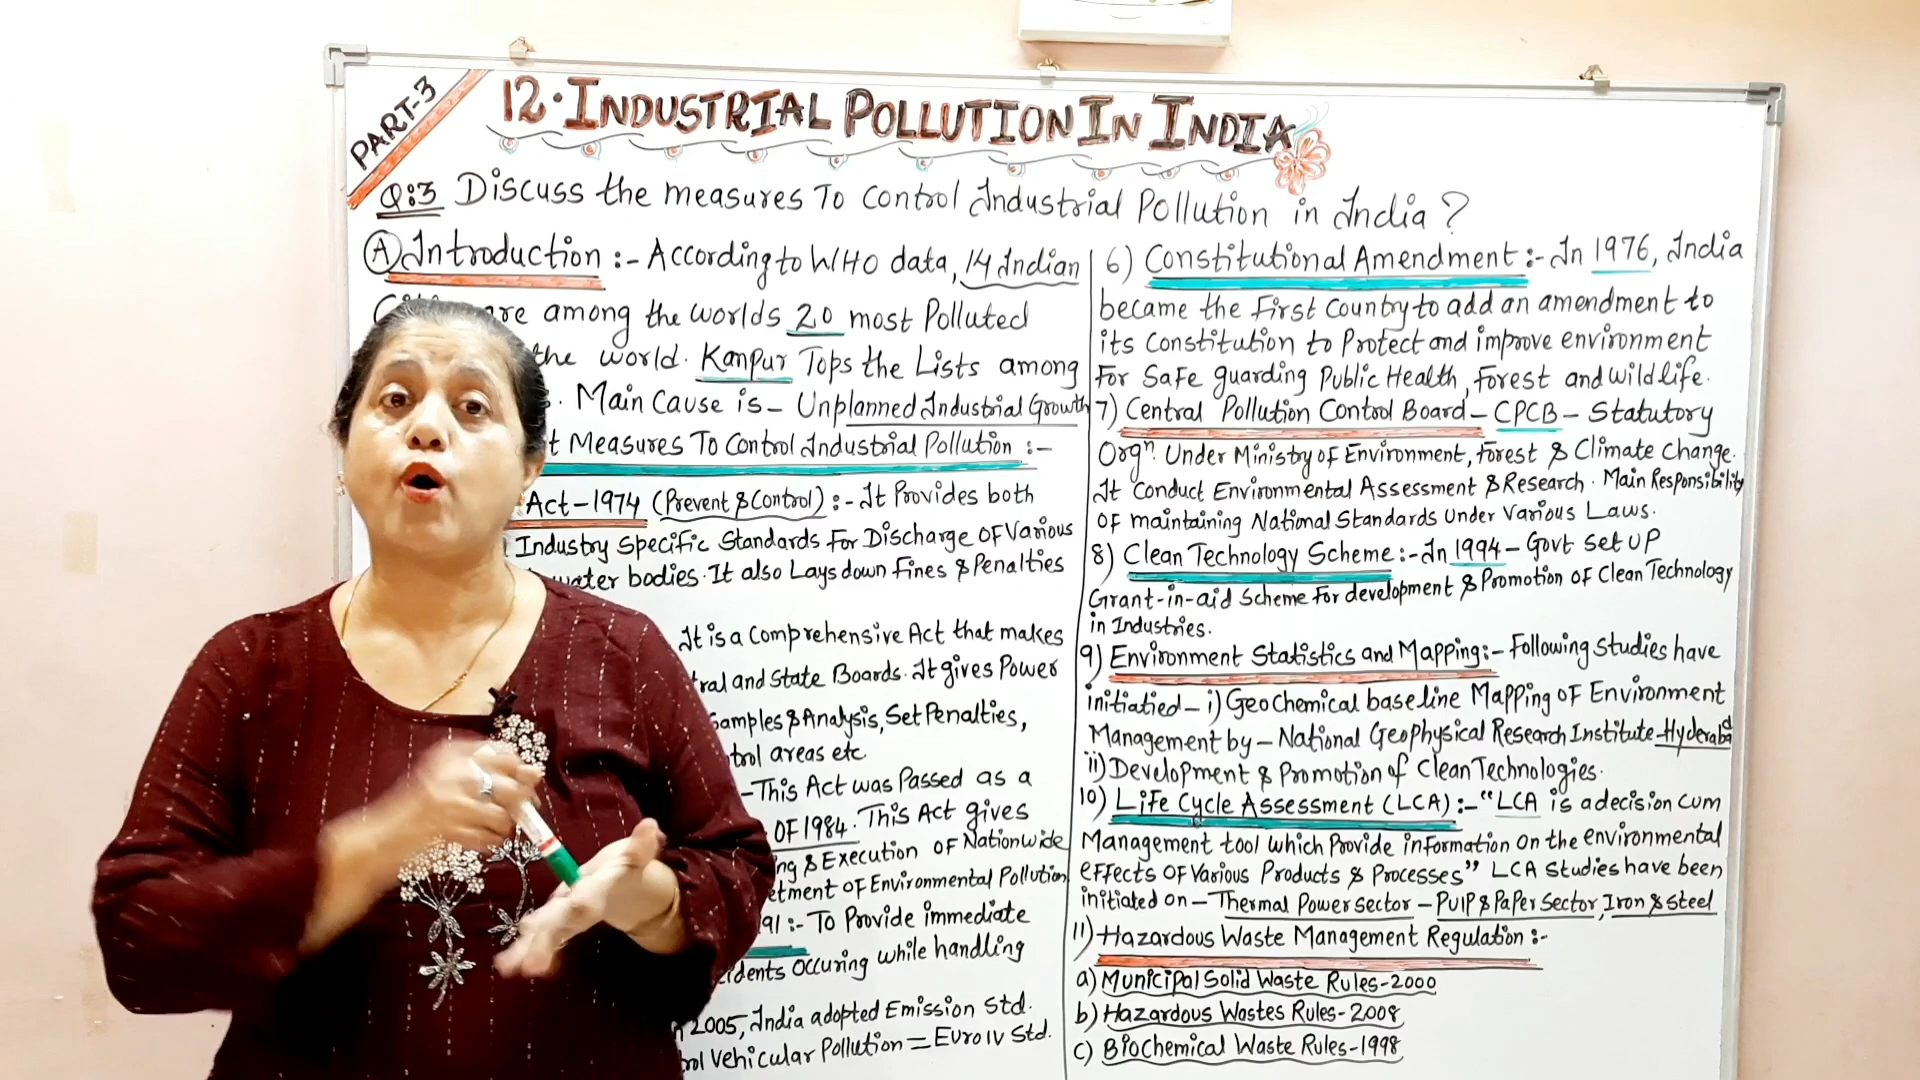 PART-3
12. INDUSTRIAL POLLUTION IN INDIA
Q:3 Discuss the measures To Control Industrial Pollution in India?
(A) Introduction :- According to WHO data, 14 Indian
are among the worlds 20 most Polluted
the world. Kanpur Tops the Lists among
Main Cause is - Unplanned Industrial Growth
Measures To Control Industrial Pollution :-
Act-1974 (Prevent & Control) :- It Provides both
Industry Specific Standards For Discharge OF Various
water bodies. It also Lays down Fines & Penalties
It is a Comprehensive Act that makes
and State Boards. It gives Power
Samples & Analysis, Set Penalties,
areas etc
-This Act was Passed as a
OF 1984. This Act gives
& Execution OF Nationwide
OF Environmental Pollution
91 :- To Provide immediate
Occuring while handling
2005, India adopted Emission Std.
Vehicular Pollution = Euro IV Std.
6) Constitutional Amendment :- In 1976, India
became the First Country to add an amendment to
its Constitution to Protect and improve environment
For Safe guarding Public Health, Forest and wild life.
7) Central Pollution Control Board - CPCB - Statutory
Orgn. Under Ministry of Environment, Forest & Climate Change.
It Conduct Environmental Assessment & Research. Main Responsibility
of maintaining National Standards Under Various Laws.
8) Clean Technology Scheme :- In 1994 - Govt set UP
Grant-in-aid Scheme For development & Promotion of Clean Technology
in Industries.
9) Environment Statistics and Mapping :- Following Studies have
initiatied - i) Geo Chemical base line Mapping OF Environment
Management by - National Geophysical Research Institute - Hyderabad
ii) Development & Promotion of Clean Technologies.
10) Life Cycle Assessment (LCA) :- "LCA is a decision cum
Management tool which Provide information on the environmental
effects OF Various Products & Processes" LCA Studies have been
initiated on - Thermal Power sector - Pulp & Paper Sector, Iron & steel
11) Hazardous Waste Management Regulation :-
a) Municipal Solid Waste Rules-2000
b) Hazardous Wastes Rules-2008
c) Biochemical Waste Rules-1998